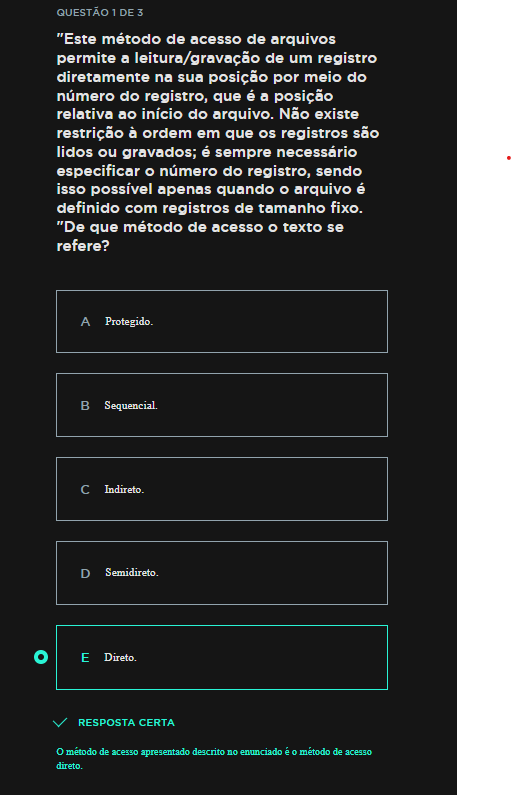 QUESTÃO 1 DE 3
"Este método de acesso de arquivos
permite a leitura/gravação de um registro
diretamente na sua posição por meio do
número do registro, que é a posição
relativa ao início do arquivo. Não existe
restrição à ordem em que os registros são
lidos ou gravados; é sempre necessário
especificar o número do registro, sendo
isso possível apenas quando o arquivo é
definido com registros de tamanho fixo.
"De que método de acesso o texto se
refere?
A Protegido.
B Sequencial.
C Indireto.
D Semidireto.
E Direto.
RESPOSTA CERTA
O método de acesso apresentado descrito no enunciado é o método de acesso
direto.